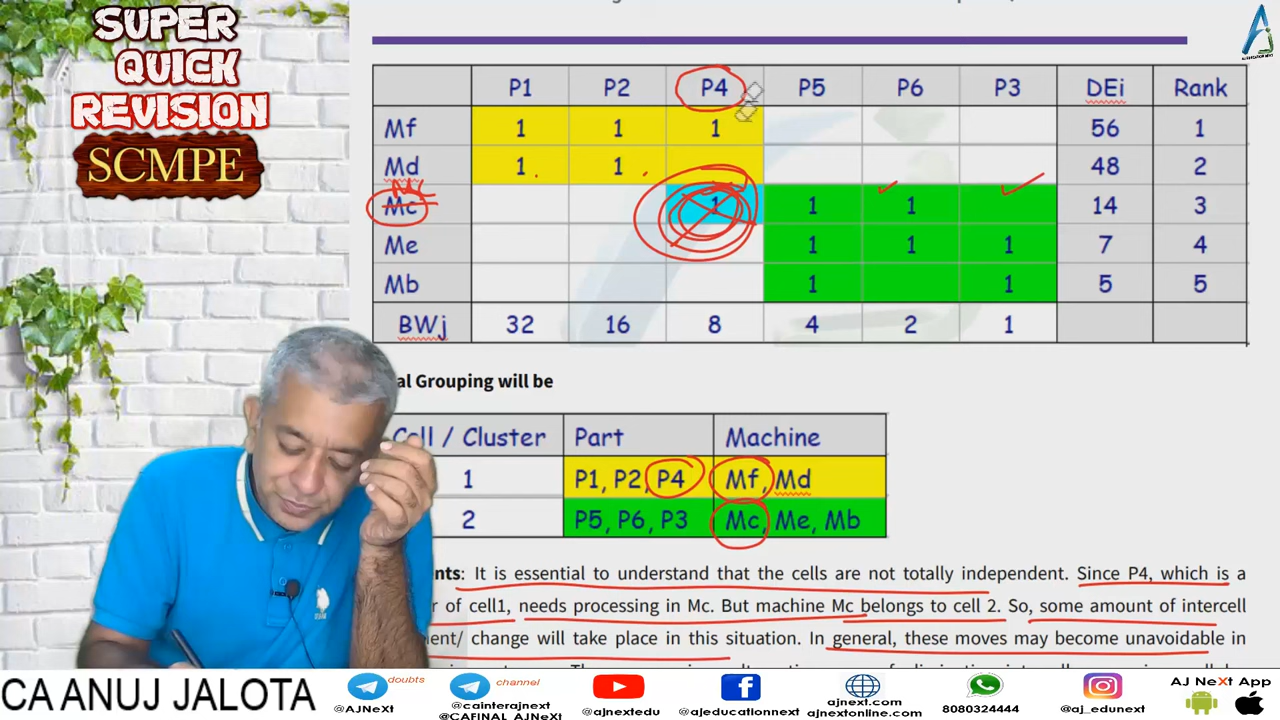 SUPER
QUICK
REVISION
SCMPE
P1 P2 P4 P5 P6 P3 DEi Rank
Mf 1 1 1 56 1
Md 1 1 48 2
Mc 1 1 1 14 3
Me 1 1 1 7 4
Mb 1 1 5 5
BWj 32 16 8 4 2 1
al Grouping will be
Cell / Cluster Part Machine
1 P1, P2, P4 Mf, Md
2 P5, P6, P3 Mc, Me, Mb
ents: It is essential to understand that the cells are not totally independent. Since P4, which is a
r of cell1, needs processing in Mc. But machine Mc belongs to cell 2. So, some amount of intercell
ent/ change will take place in this situation. In general, these moves may become unavoidable in
CA ANUJ JALOTA
doubts
@AJNeXt
channel
@cainterajnext
@CAFINAL_AJNeXt
@ajnextedu
@ajeducationnext
ajnext.com
ajnextonline.com
8080324444
@aj_edunext
AJ NeXt App